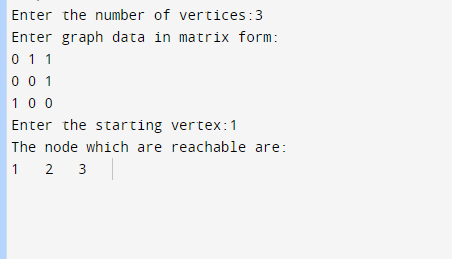 Enter the number of vertices:3
Enter graph data in matrix form:
0 1 1
0 0 1
1 0 0
Enter the starting vertex:1
The node which are reachable are:
1 2 3